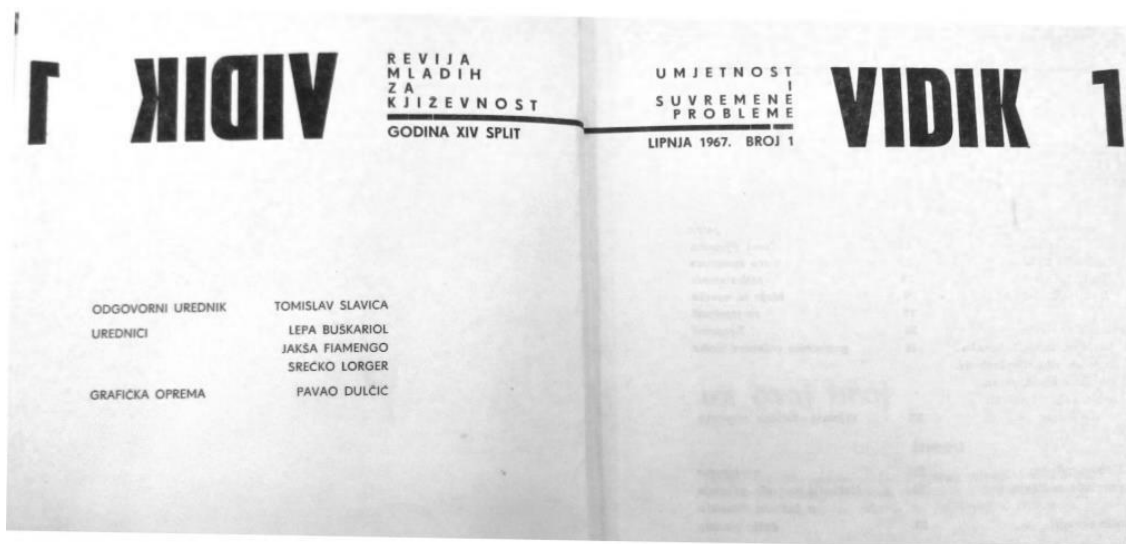 1 VIDIK
REVIJA
MLADIH
ZA
KJIŽEVNOST
GODINA XIV SPLIT
UMJETNOST
I
SUVREMENE
PROBLEME
LIPNJA 1967. BROJ 1
VIDIK 1
ODGOVORNI UREDNIK TOMISLAV SLAVICA
UREDNICI LEPA BUŠKARIOL
JAKŠA FIAMENGO
SREĆKO LORGER
GRAFIČKA OPREMA PAVAO DULČIĆ